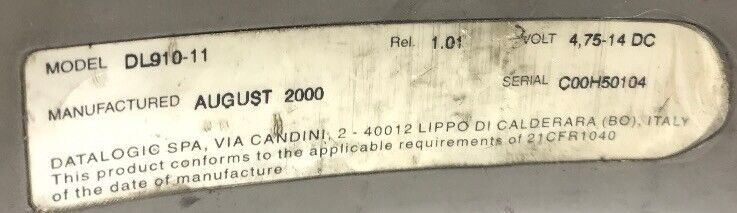 MODEL DL910-11 Rel. 1.01 VOLT 4,75-14 DC
MANUFACTURED AUGUST 2000 SERIAL C00H50104
DATALOGIC SPA, VIA CANDINI, 2 - 40012 LIPPO DI CALDERARA (BO), ITALY
This product conforms to the applicable requirements of 21CFR1040
of the date of manufacture